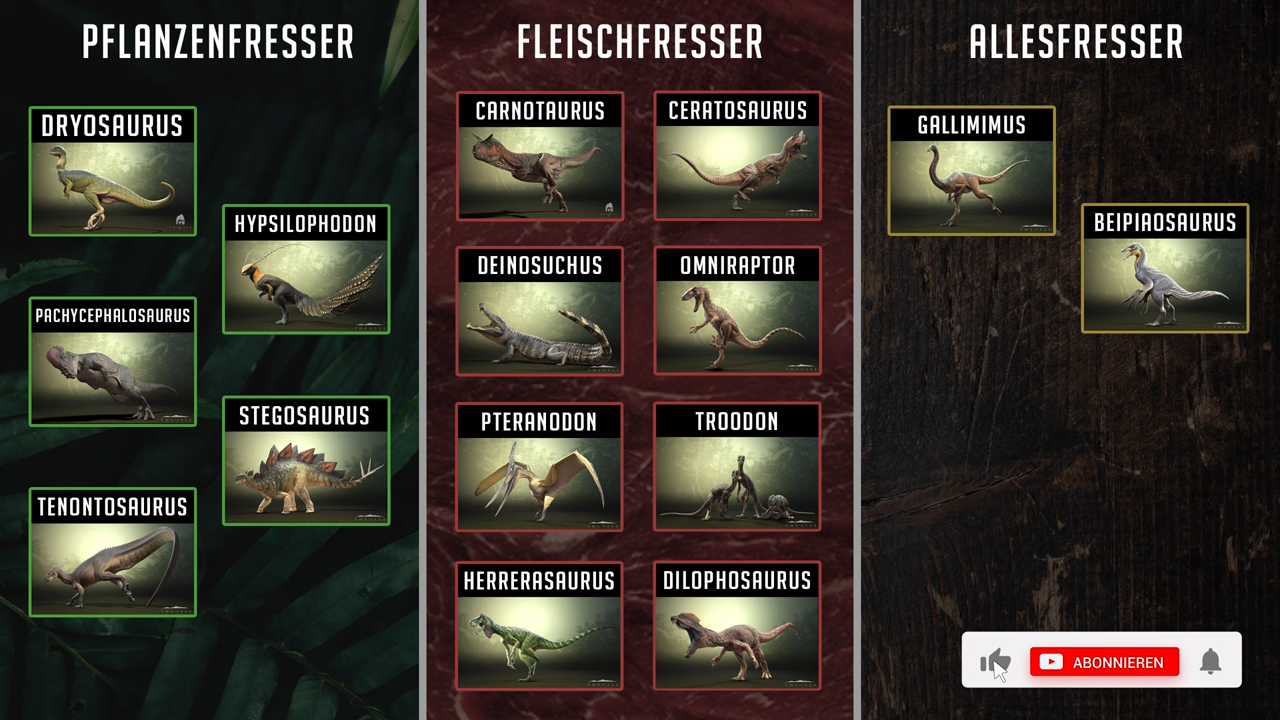 PFLANZENFRESSER
DRYOSAURUS
HYPSILOPHODON
PACHYCEPHALOSAURUS
STEGOSAURUS
TENONTOSAURUS
FLEISCHFRESSER
CARNOTAURUS
CERATOSAURUS
DEINOSUCHUS
OMNIRAPTOR
PTERANODON
TROODON
HERRERASAURUS
DILOPHOSAURUS
ALLESFRESSER
GALLIMIMUS
BEIPIAOSAURUS
ABONNIEREN